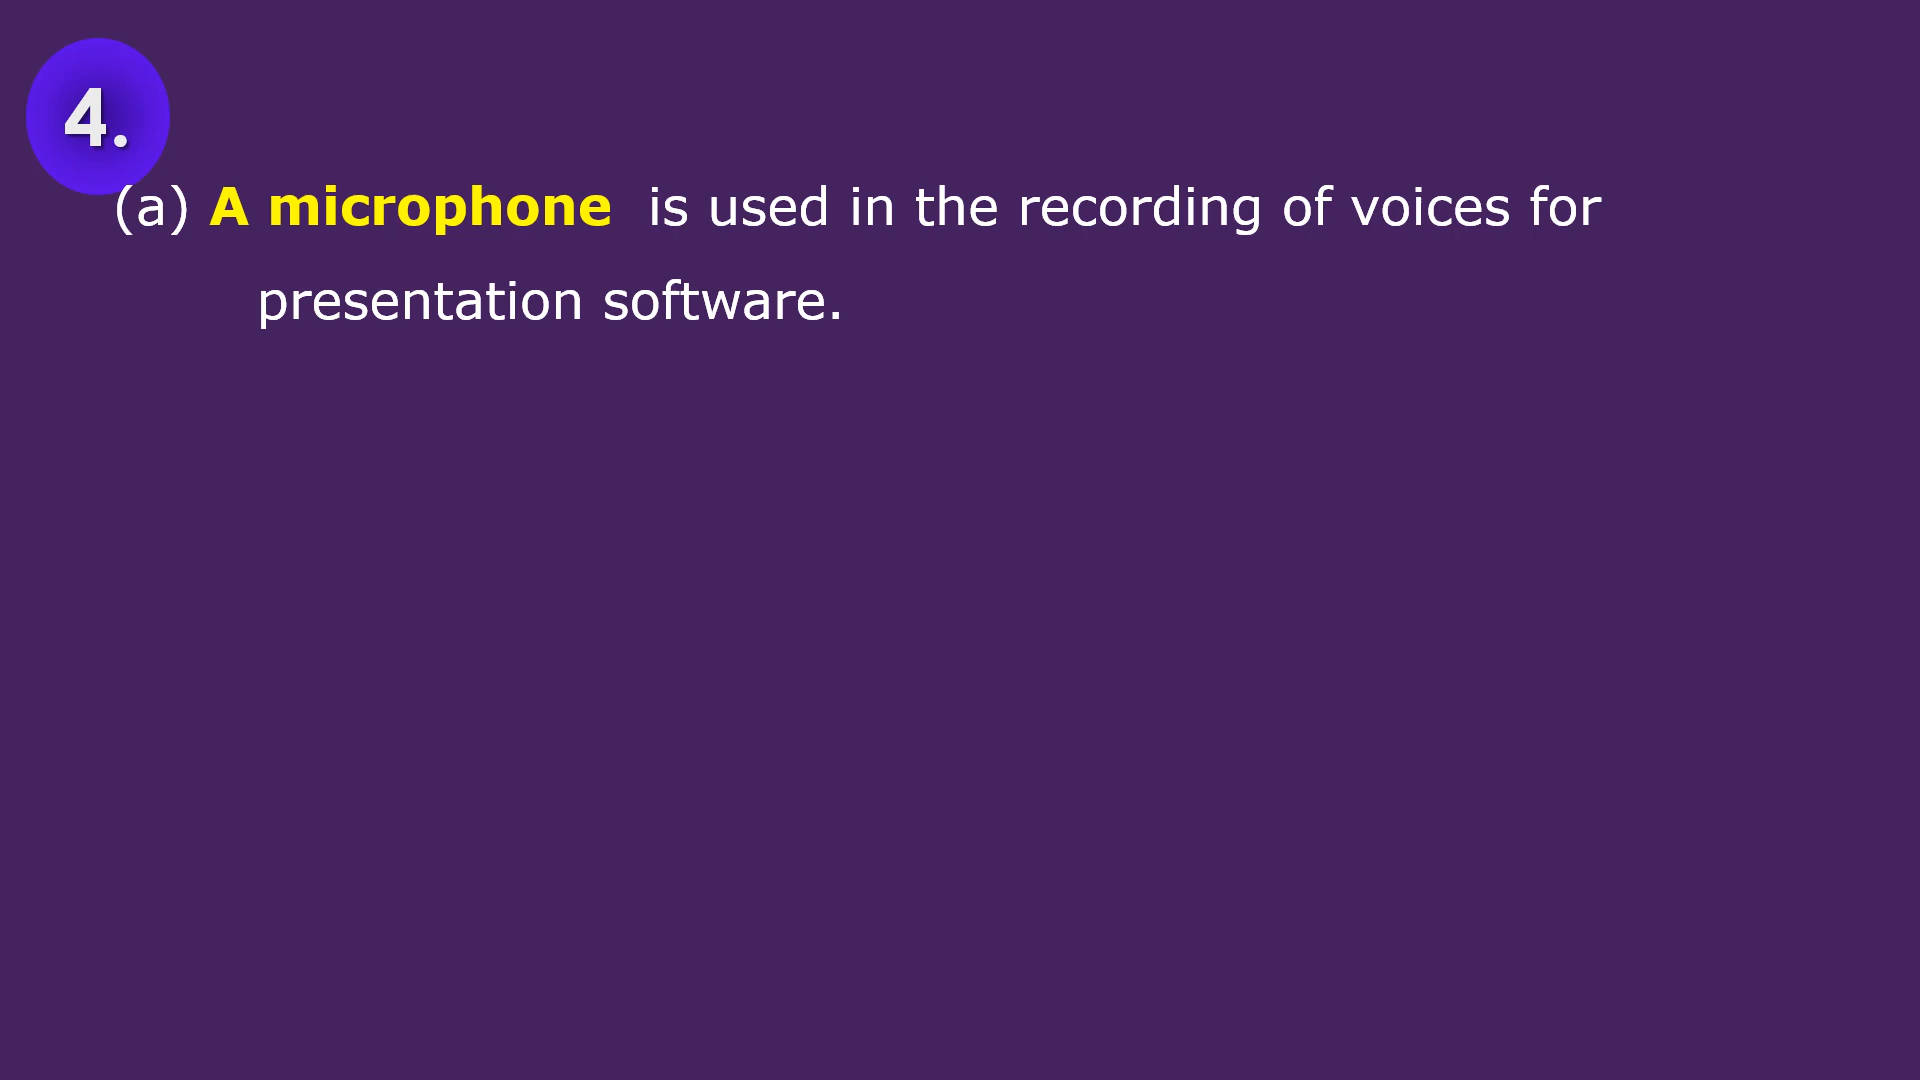 4.
(a) A microphone is used in the recording of voices for
presentation software.